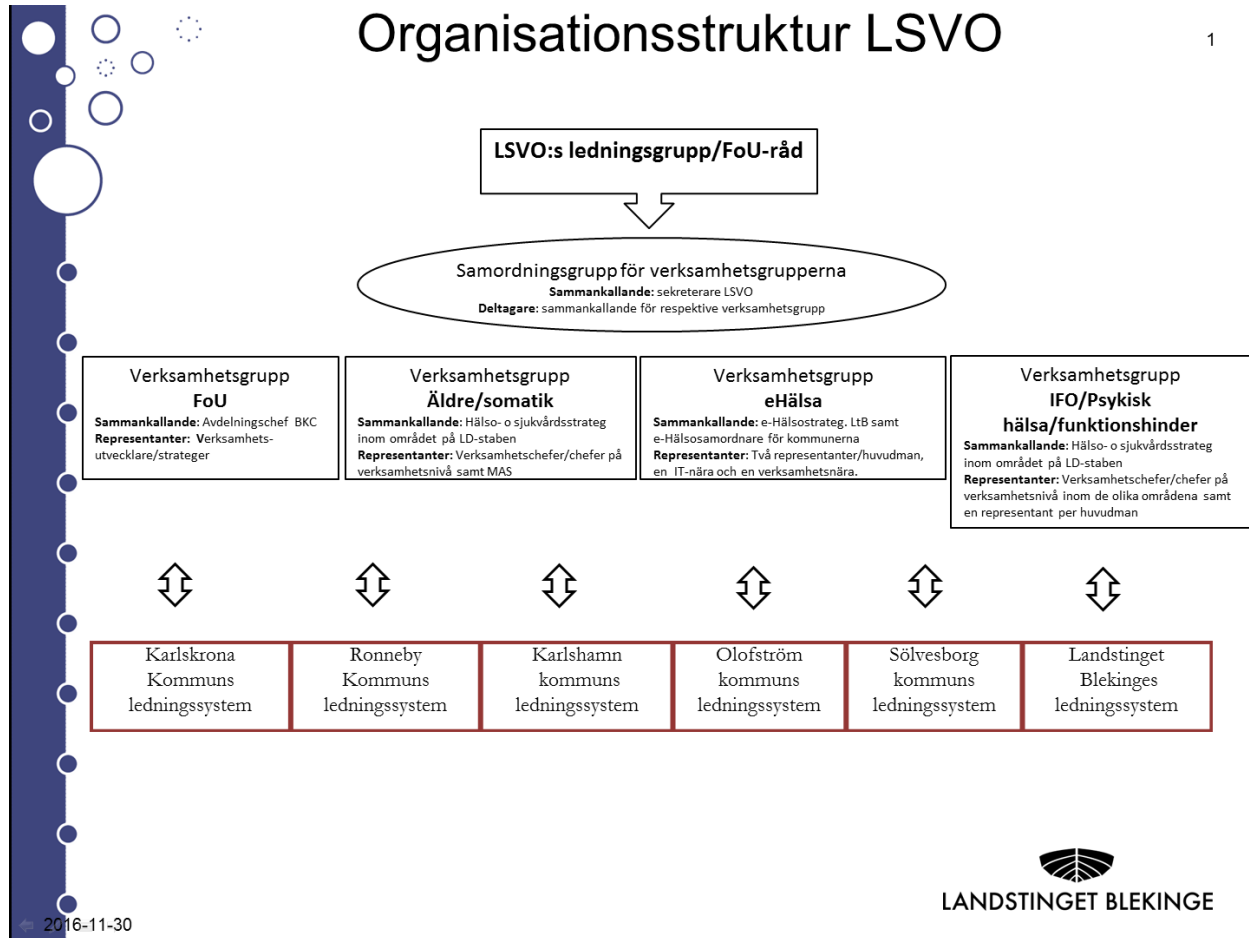 Organisationsstruktur LSVO
1
LSVO:s ledningsgrupp/FoU-råd
Samordningsgrupp för verksamhetsgrupperna
Sammankallande: sekreterare LSVO
Deltagare: sammankallande för respektive verksamhetsgrupp
Verksamhetsgrupp
FoU
Sammankallande: Avdelningschef BKC
Representanter: Verksamhets-
utvecklare/strateger
Verksamhetsgrupp
Äldre/somatik
Sammankallande: Hälso- o sjukvårdsstrateg
inom området på LD-staben
Representanter: Verksamhetschefer/chefer på
verksamhetsnivå samt MAS
Verksamhetsgrupp
eHälsa
Sammankallande: e-Hälsostrateg. LtB samt
e-Hälsosamordnare för kommunerna
Representanter: Två representanter/huvudman,
en IT-nära och en verksamhetsnära.
Verksamhetsgrupp
IFO/Psykisk
hälsa/funktionshinder
Sammankallande: Hälso- o sjukvårdsstrateg
inom området på LD-staben
Representanter: Verksamhetschefer/chefer på
verksamhetsnivå inom de olika områdena samt
en representant per huvudman
Karlskrona
Kommuns
ledningssystem
Ronneby
Kommuns
ledningssystem
Karlshamn
kommuns
ledningssystem
Olofström
kommuns
ledningssystem
Sölvesborg
kommuns
ledningssystem
Landstinget
Blekinges
ledningssystem
LANDSTINGET BLEKINGE
2016-11-30